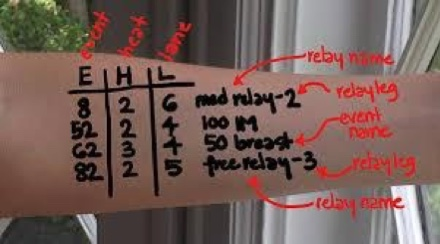 event heat lane
E H L
relay name
8 2 6 med relay-2
relay leg
52 2 4 100 IM
event name
62 3 4 50 breast
82 2 5 free relay-3
relay leg
relay name